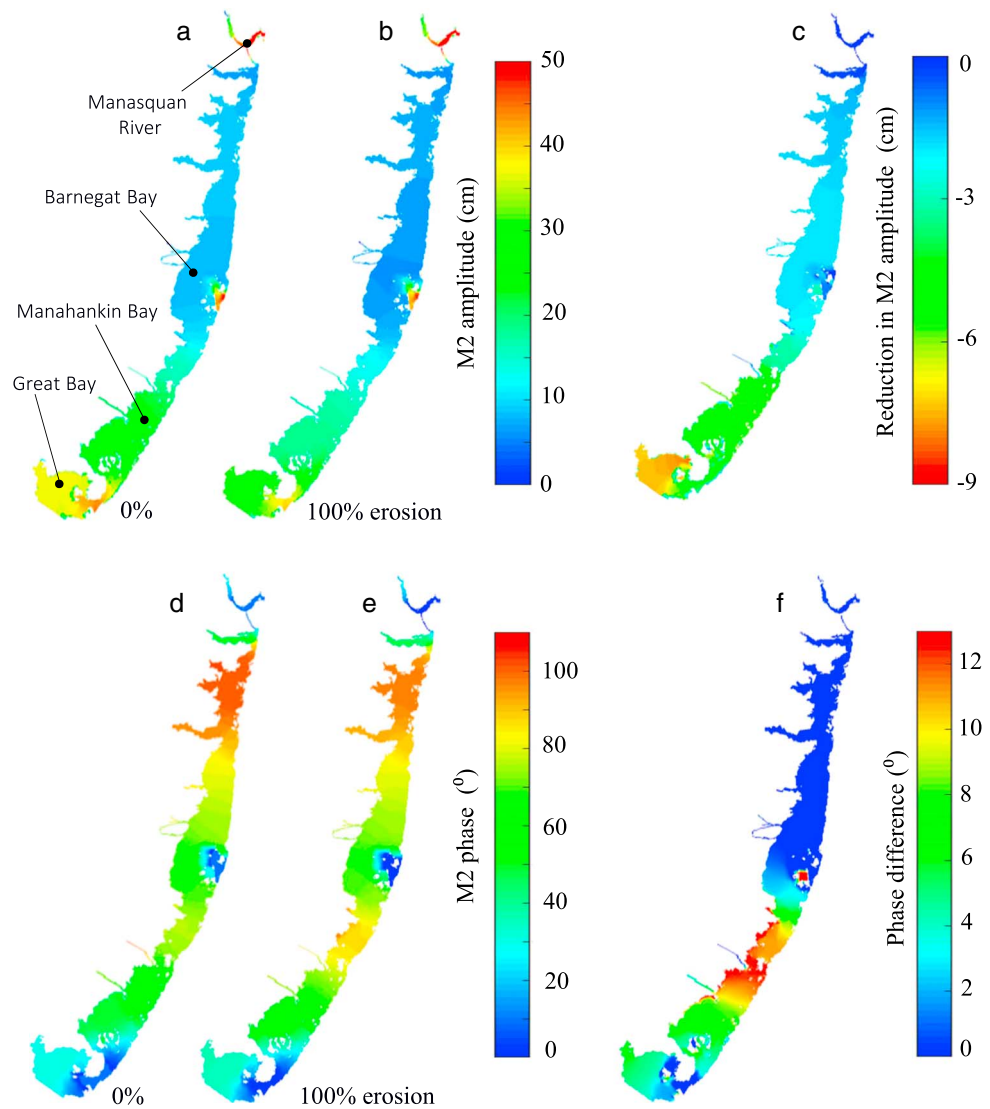 a
b
c
Manasquan
River
Barnegat Bay
Manahankin Bay
Great Bay
0%
100% erosion
50
40
30
20
10
0
M2 amplitude (cm)
0
-3
-6
-9
Reduction in M2 amplitude (cm)
d
e
f
0%
100% erosion
100
80
60
40
20
0
M2 phase (⁰)
12
10
8
6
4
2
0
Phase difference (⁰)